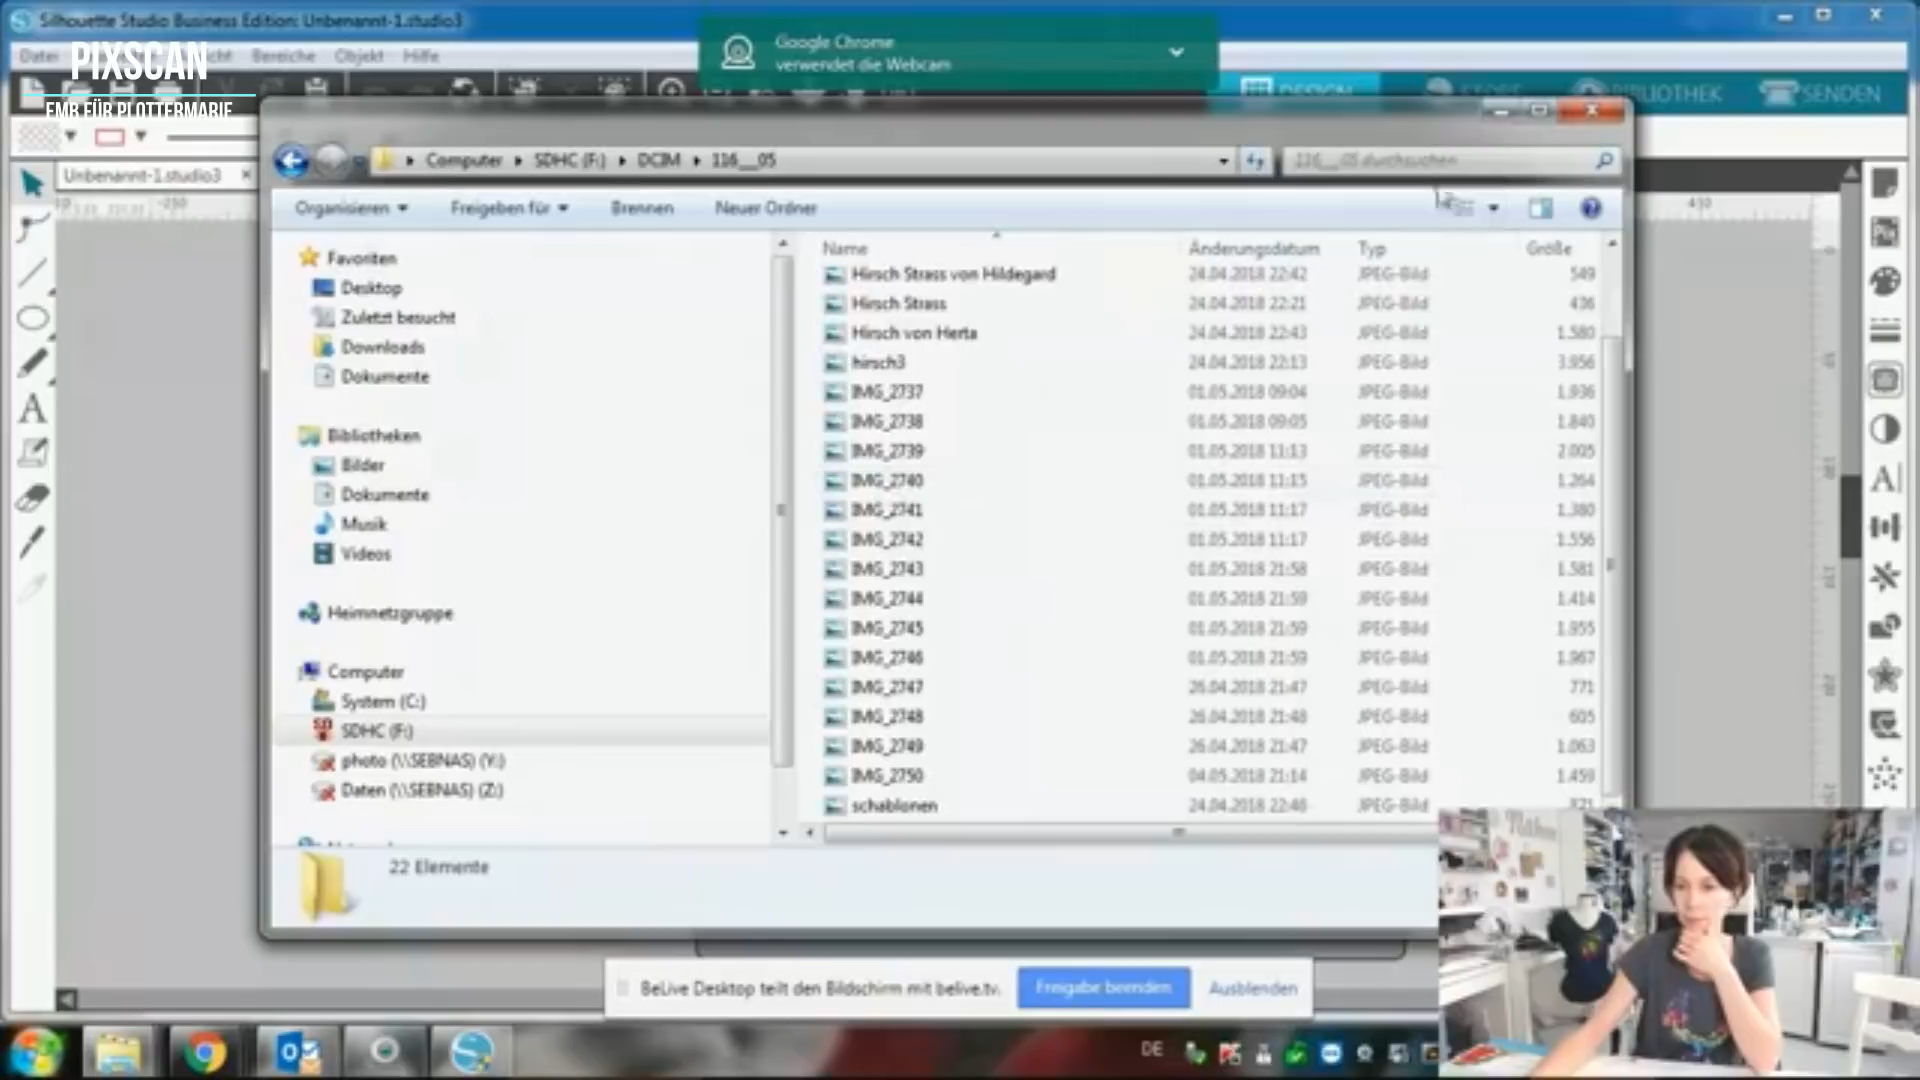 Silhouette Studio Business Edition: Unbenannt-1.studio3
Datei
Bereiche
Objekt
Hilfe
PIXSCAN
EMB FÜR PLOTTERMARIE
Google Chrome
verwendet die Webcam
DESIGN
STORE
BIBLIOTHEK
SENDEN
Unbenannt-1.studio3
Computer
SDHC (F:)
DCIM
116__05
116__05 durchsuchen
Organisieren
Freigeben für
Brennen
Neuer Ordner
Favoriten
Desktop
Zuletzt besucht
Downloads
Dokumente
Bibliotheken
Bilder
Dokumente
Musik
Videos
Heimnetzgruppe
Computer
System (C:)
SDHC (F:)
photo (\\SEBNAS) (Y:)
Daten (\\SEBNAS) (Z:)
Name Änderungsdatum Typ Größe
Hirsch Strass von Hildegard 24.04.2018 22:42 JPEG-Bild 549
Hirsch Strass 24.04.2018 22:21 JPEG-Bild 436
Hirsch von Herta 24.04.2018 22:43 JPEG-Bild 1.580
hirsch3 24.04.2018 22:13 JPEG-Bild 3.956
IMG_2737 01.05.2018 09:04 JPEG-Bild 1.936
IMG_2738 01.05.2018 09:05 JPEG-Bild 1.840
IMG_2739 01.05.2018 11:13 JPEG-Bild 2.005
IMG_2740 01.05.2018 11:15 JPEG-Bild 1.264
IMG_2741 01.05.2018 11:17 JPEG-Bild 1.380
IMG_2742 01.05.2018 11:17 JPEG-Bild 1.556
IMG_2743 01.05.2018 21:58 JPEG-Bild 1.581
IMG_2744 01.05.2018 21:59 JPEG-Bild 1.414
IMG_2745 01.05.2018 21:59 JPEG-Bild 1.955
IMG_2746 01.05.2018 21:59 JPEG-Bild 1.967
IMG_2747 26.04.2018 21:47 JPEG-Bild 771
IMG_2748 26.04.2018 21:48 JPEG-Bild 605
IMG_2749 26.04.2018 21:47 JPEG-Bild 1.063
IMG_2750 04.05.2018 21:14 JPEG-Bild 1.459
schablonen 24.04.2018 22:46 JPEG-Bild
22 Elemente
BeLive Desktop teilt den Bildschirm mit belive.tv.
Freigabe beenden
Ausblenden
DE